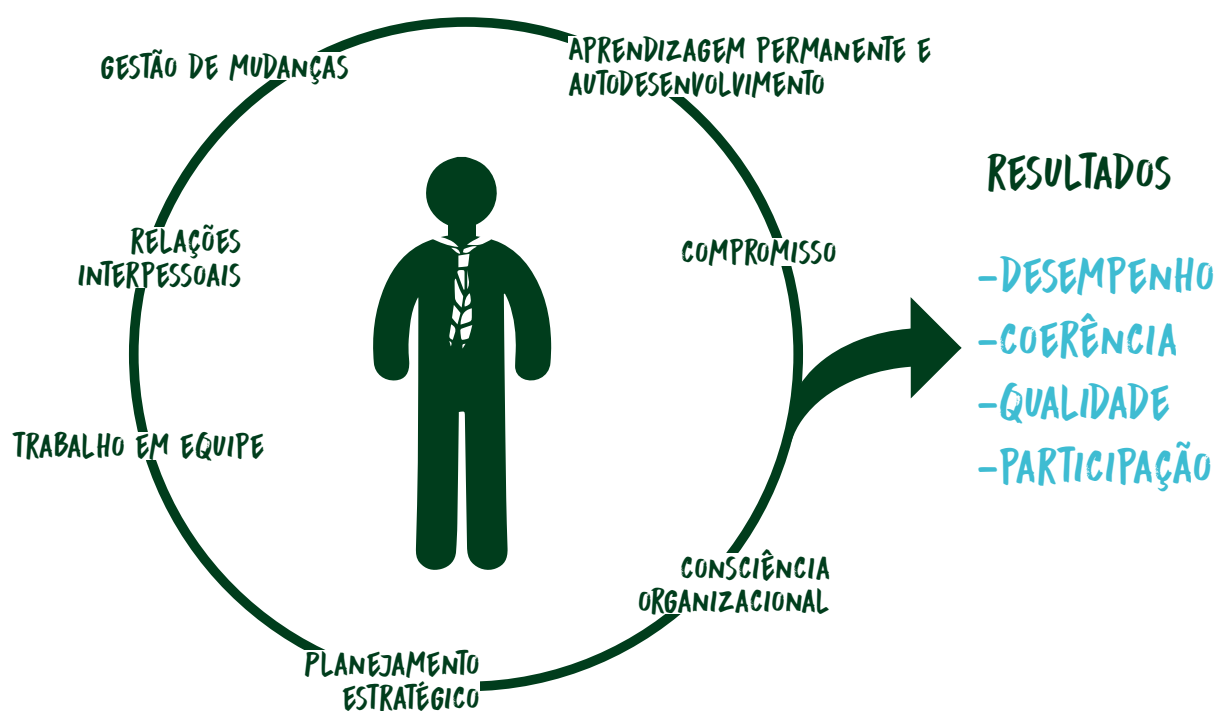 GESTÃO DE MUDANÇAS
APRENDIZAGEM PERMANENTE E
AUTODESENVOLVIMENTO
RELAÇÕES
INTERPESSOAIS
COMPROMISSO
TRABALHO EM EQUIPE
CONSCIÊNCIA
ORGANIZACIONAL
PLANEJAMENTO
ESTRATÉGICO
RESULTADOS
-DESEMPENHO
-COERÊNCIA
-QUALIDADE
-PARTICIPAÇÃO